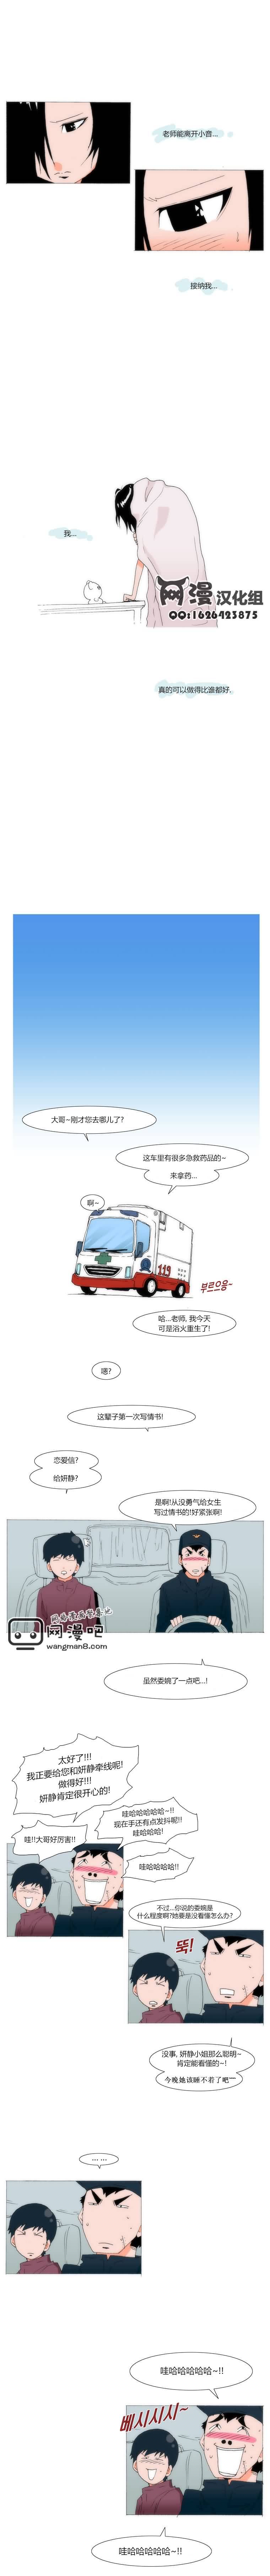 老师能离开小音...
接纳我...
我...
网漫汉化组
QQ:1626423875
真的可以做得比谁都好.
大哥~刚才您去哪儿了?
这车里有很多急救药品的~
来拿药...
啊~
119
부르으응~
哈...老师, 我今天
可是浴火重生了!
嗯?
这辈子第一次写情书!
恋爱信?
给妍静?
是啊!从没勇气给女生
写过情书的!好紧张啊!
网漫吧
wangman8.com
虽然委婉了一点吧...!
太好了!!!
我正要给您和妍静牵线呢!
做得好!!!
妍静肯定很开心的!
哇哈哈哈哈哈~!!
现在手还有点发抖呢!!
哇哈哈哈!
哇!!大哥好厉害!!
哇哈哈哈哈!!
不过...你说的委婉是
什么程度啊?她要是没看懂怎么办?
뚝!
没事, 妍静小姐那么聪明~
肯定能看懂的~!
今晚她该睡不着了吧~~
... ...
哇哈哈哈哈哈~!!
베시시시~
哇哈哈哈哈哈~!!